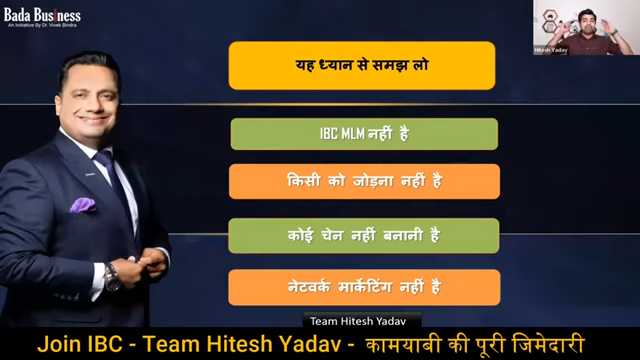 Bada Business
An Initiative By Dr. Vivek Bindra
Hitesh Yadav
यह ध्यान से समझ लो
IBC MLM नहीं है
किसी को जोड़ना नहीं है
कोई चेन नहीं बनानी है
नेटवर्क मार्केटिंग नहीं है
Team Hitesh Yadav
Join IBC - Team Hitesh Yadav - कामयाबी की पूरी जिमेदारी